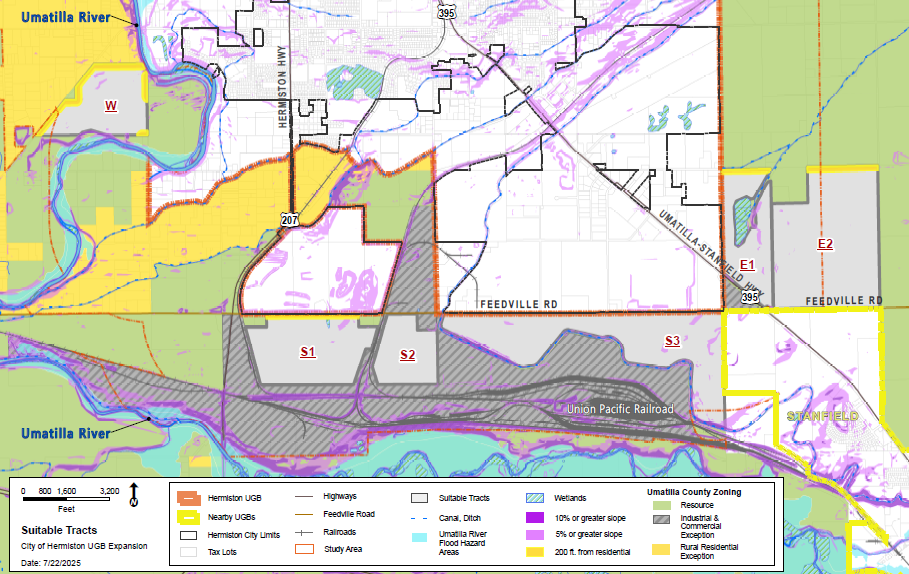 Umatilla River
395
HERMISTON HWY
W
207
UMATILLA-STANFIELD HWY
E1
E2
395
FEEDVILLE RD
FEEDVILLE RD
S1
S2
S3
Union Pacific Railroad
STANFIELD
Umatilla River
0 800 1,600 3,200
Feet
N
Suitable Tracts
City of Hermiston UGB Expansion
Date: 7/22/2025
Hermiston UGB
Nearby UGBs
Hermiston City Limits
Tax Lots
Highways
Feedville Road
Railroads
Study Area
Suitable Tracts
Canal, Ditch
Umatilla River
Flood Hazard
Areas
Wetlands
10% or greater slope
5% or greater slope
200 ft. from residential
Umatilla County Zoning
Resource
Industrial &
Commercial
Exception
Rural Residential
Exception